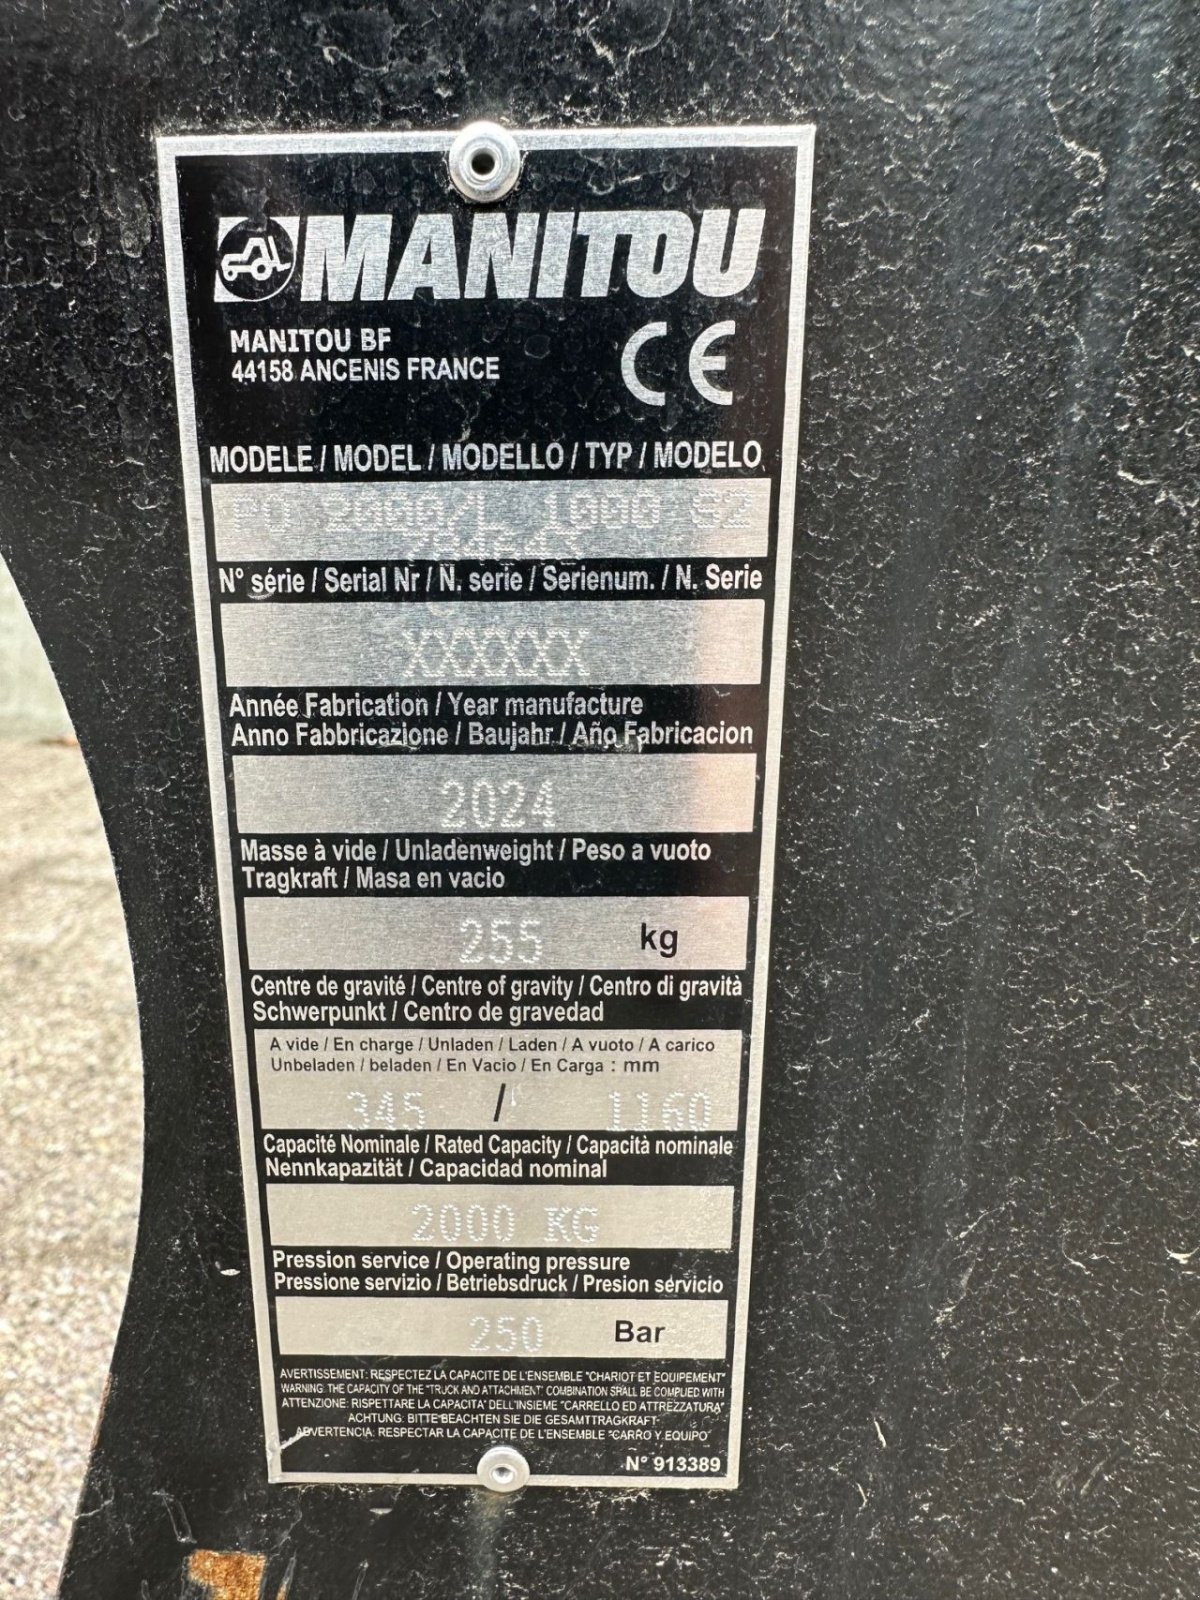 MANITOU
MANITOU BF
44158 ANCENIS FRANCE
CE
MODELE / MODEL / MODELLO / TYP / MODELO
PO 2000/L 1000 S2
N° série / Serial Nr / N. serie / Serienum. / N. Serie
XXXXXX
Année Fabrication / Year manufacture
Anno Fabbricazione / Baujahr / Año Fabricacion
2024
Masse à vide / Unladenweight / Peso a vuoto
Tragkraft / Masa en vacio
255 kg
Centre de gravité / Centre of gravity / Centro di gravità
Schwerpunkt / Centro de gravedad
A vide / En charge / Unladen / Laden / A vuoto / A carico
Unbeladen / beladen / En Vacio / En Carga : mm
345 / 1160
Capacité Nominale / Rated Capacity / Capacità nominale
Nennkapazität / Capacidad nominal
2000 KG
Pression service / Operating pressure
Pressione servizio / Betriebsdruck / Presion servicio
250 Bar
AVERTISSEMENT: RESPECTEZ LA CAPACITE DE L'ENSEMBLE "CHARIOT ET EQUIPEMENT"
WARNING: THE CAPACITY OF THE "TRUCK AND ATTACHMENT" COMBINATION SHALL BE COMPLIED WITH
ATTENZIONE: RISPETTARE LA CAPACITA' DELL'INSIEME "CARRELLO ED ATTREZZATURA"
ACHTUNG: BITTE BEACHTEN SIE DIE GESAMTTRAGKRAFT
ADVERTENCIA: RESPECTAR LA CAPACITE DE L'ENSEMBLE "CARRO Y EQUIPO"
N° 913389